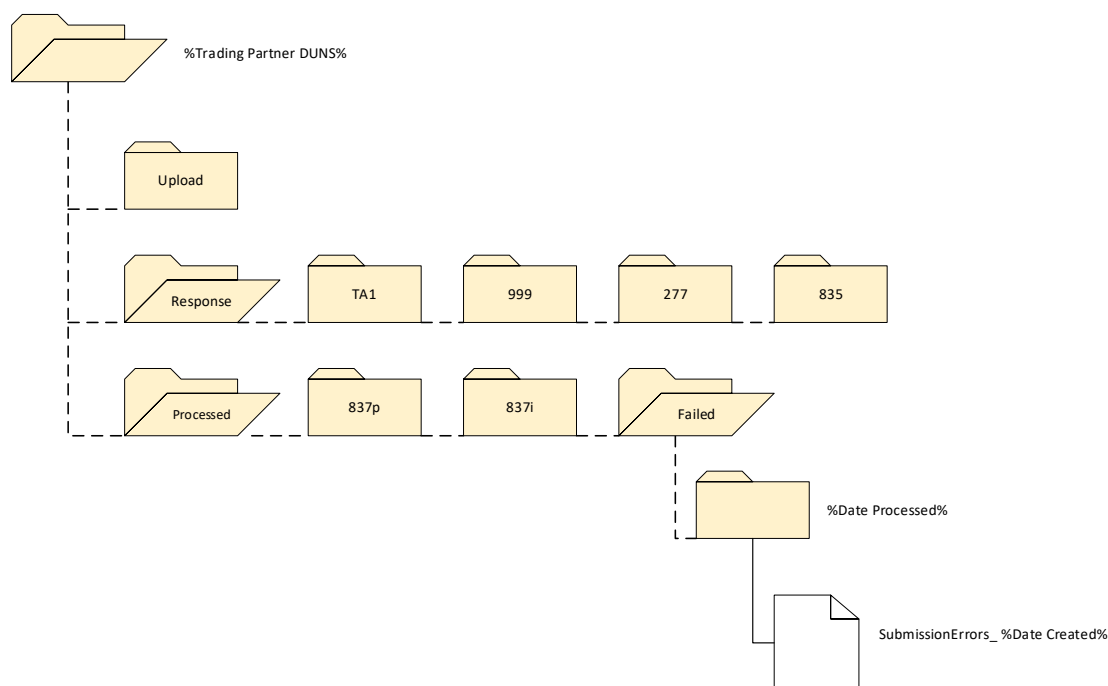 %Trading Partner DUNS%
Upload
Response
TA1
999
277
835
Processed
837p
837i
Failed
%Date Processed%
SubmissionErrors_ %Date Created%